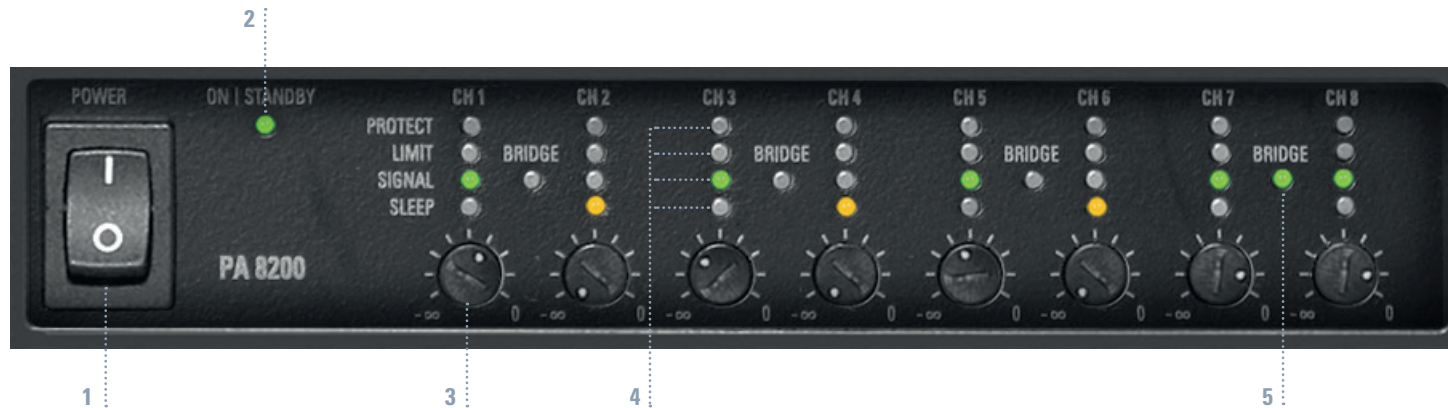 2
POWER ON | STANDBY CH 1 CH 2 CH 3 CH 4 CH 5 CH 6 CH 7 CH 8
PROTECT
LIMIT BRIDGE BRIDGE BRIDGE BRIDGE
SIGNAL
SLEEP
PA 8200
-∞ 0 -∞ 0 -∞ 0 -∞ 0 -∞ 0 -∞ 0 -∞ 0 -∞ 0
1 3 4 5